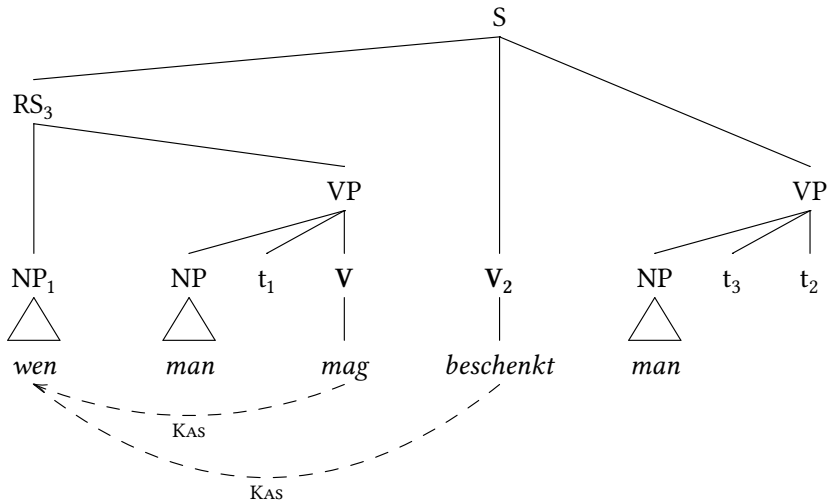 S
RS₃
VP VP
NP₁ NP t₁ V V₂ NP t₃ t₂
wen man mag beschenkt man
Kas
Kas